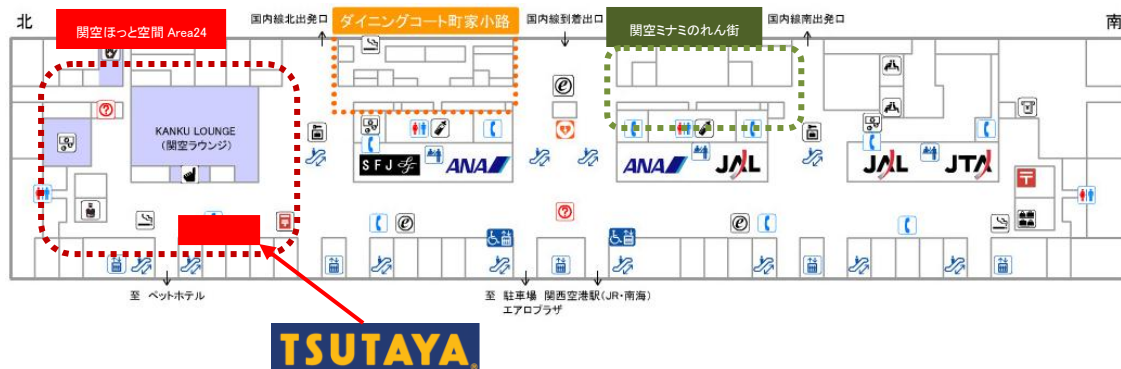 北
関空ほっと空間 Area24
国内線北出発口
ダイニングコート町家小路
国内線到着出口
関空ミナミのれん街
国内線南出発口
南
KANKU LOUNGE
(関空ラウンジ)
SFJ
ANA
ANA
JAL
JAL
JTA
至 ペットホテル
至 駐車場 関西空港駅(JR・南海)
エアロプラザ
TSUTAYA